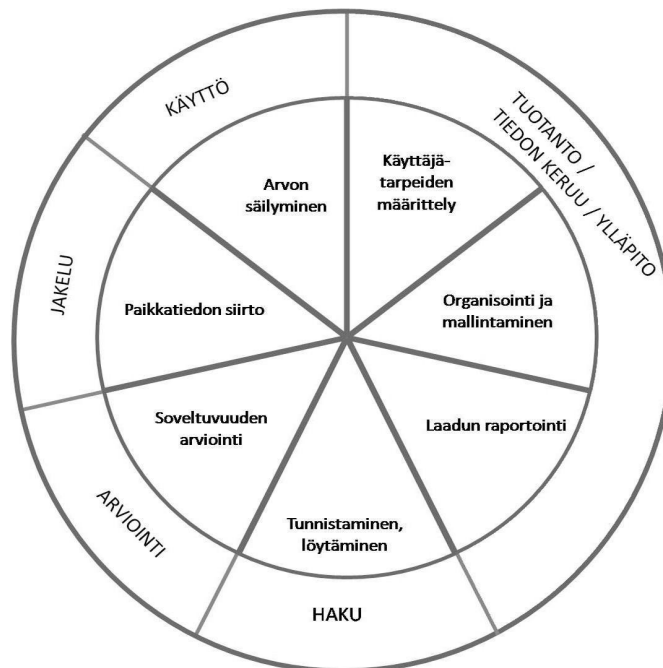 KÄYTTÖ
TUOTANTO /
TIEDON KERUU / YLLÄPITO
Arvon
säilyminen
Käyttäjä-
tarpeiden
määrittely
JAKELU
Paikkatiedon siirto
Organisointi ja
mallintaminen
Soveltuvuuden
arviointi
Laadun raportointi
ARVIOINTI
Tunnistaminen,
löytäminen
HAKU